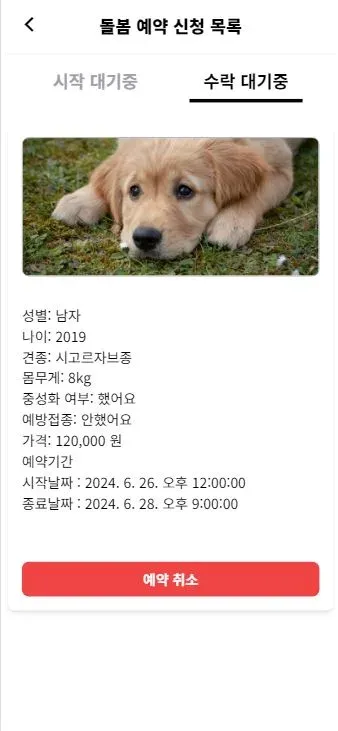 돌봄 예약 신청 목록
시작 대기중 수락 대기중
성별: 남자
나이: 2019
견종: 시고르자브종
몸무게: 8kg
중성화 여부: 했어요
예방접종: 안했어요
가격: 120,000 원
예약기간
시작날짜 : 2024. 6. 26. 오후 12:00:00
종료날짜 : 2024. 6. 28. 오후 9:00:00
예약 취소